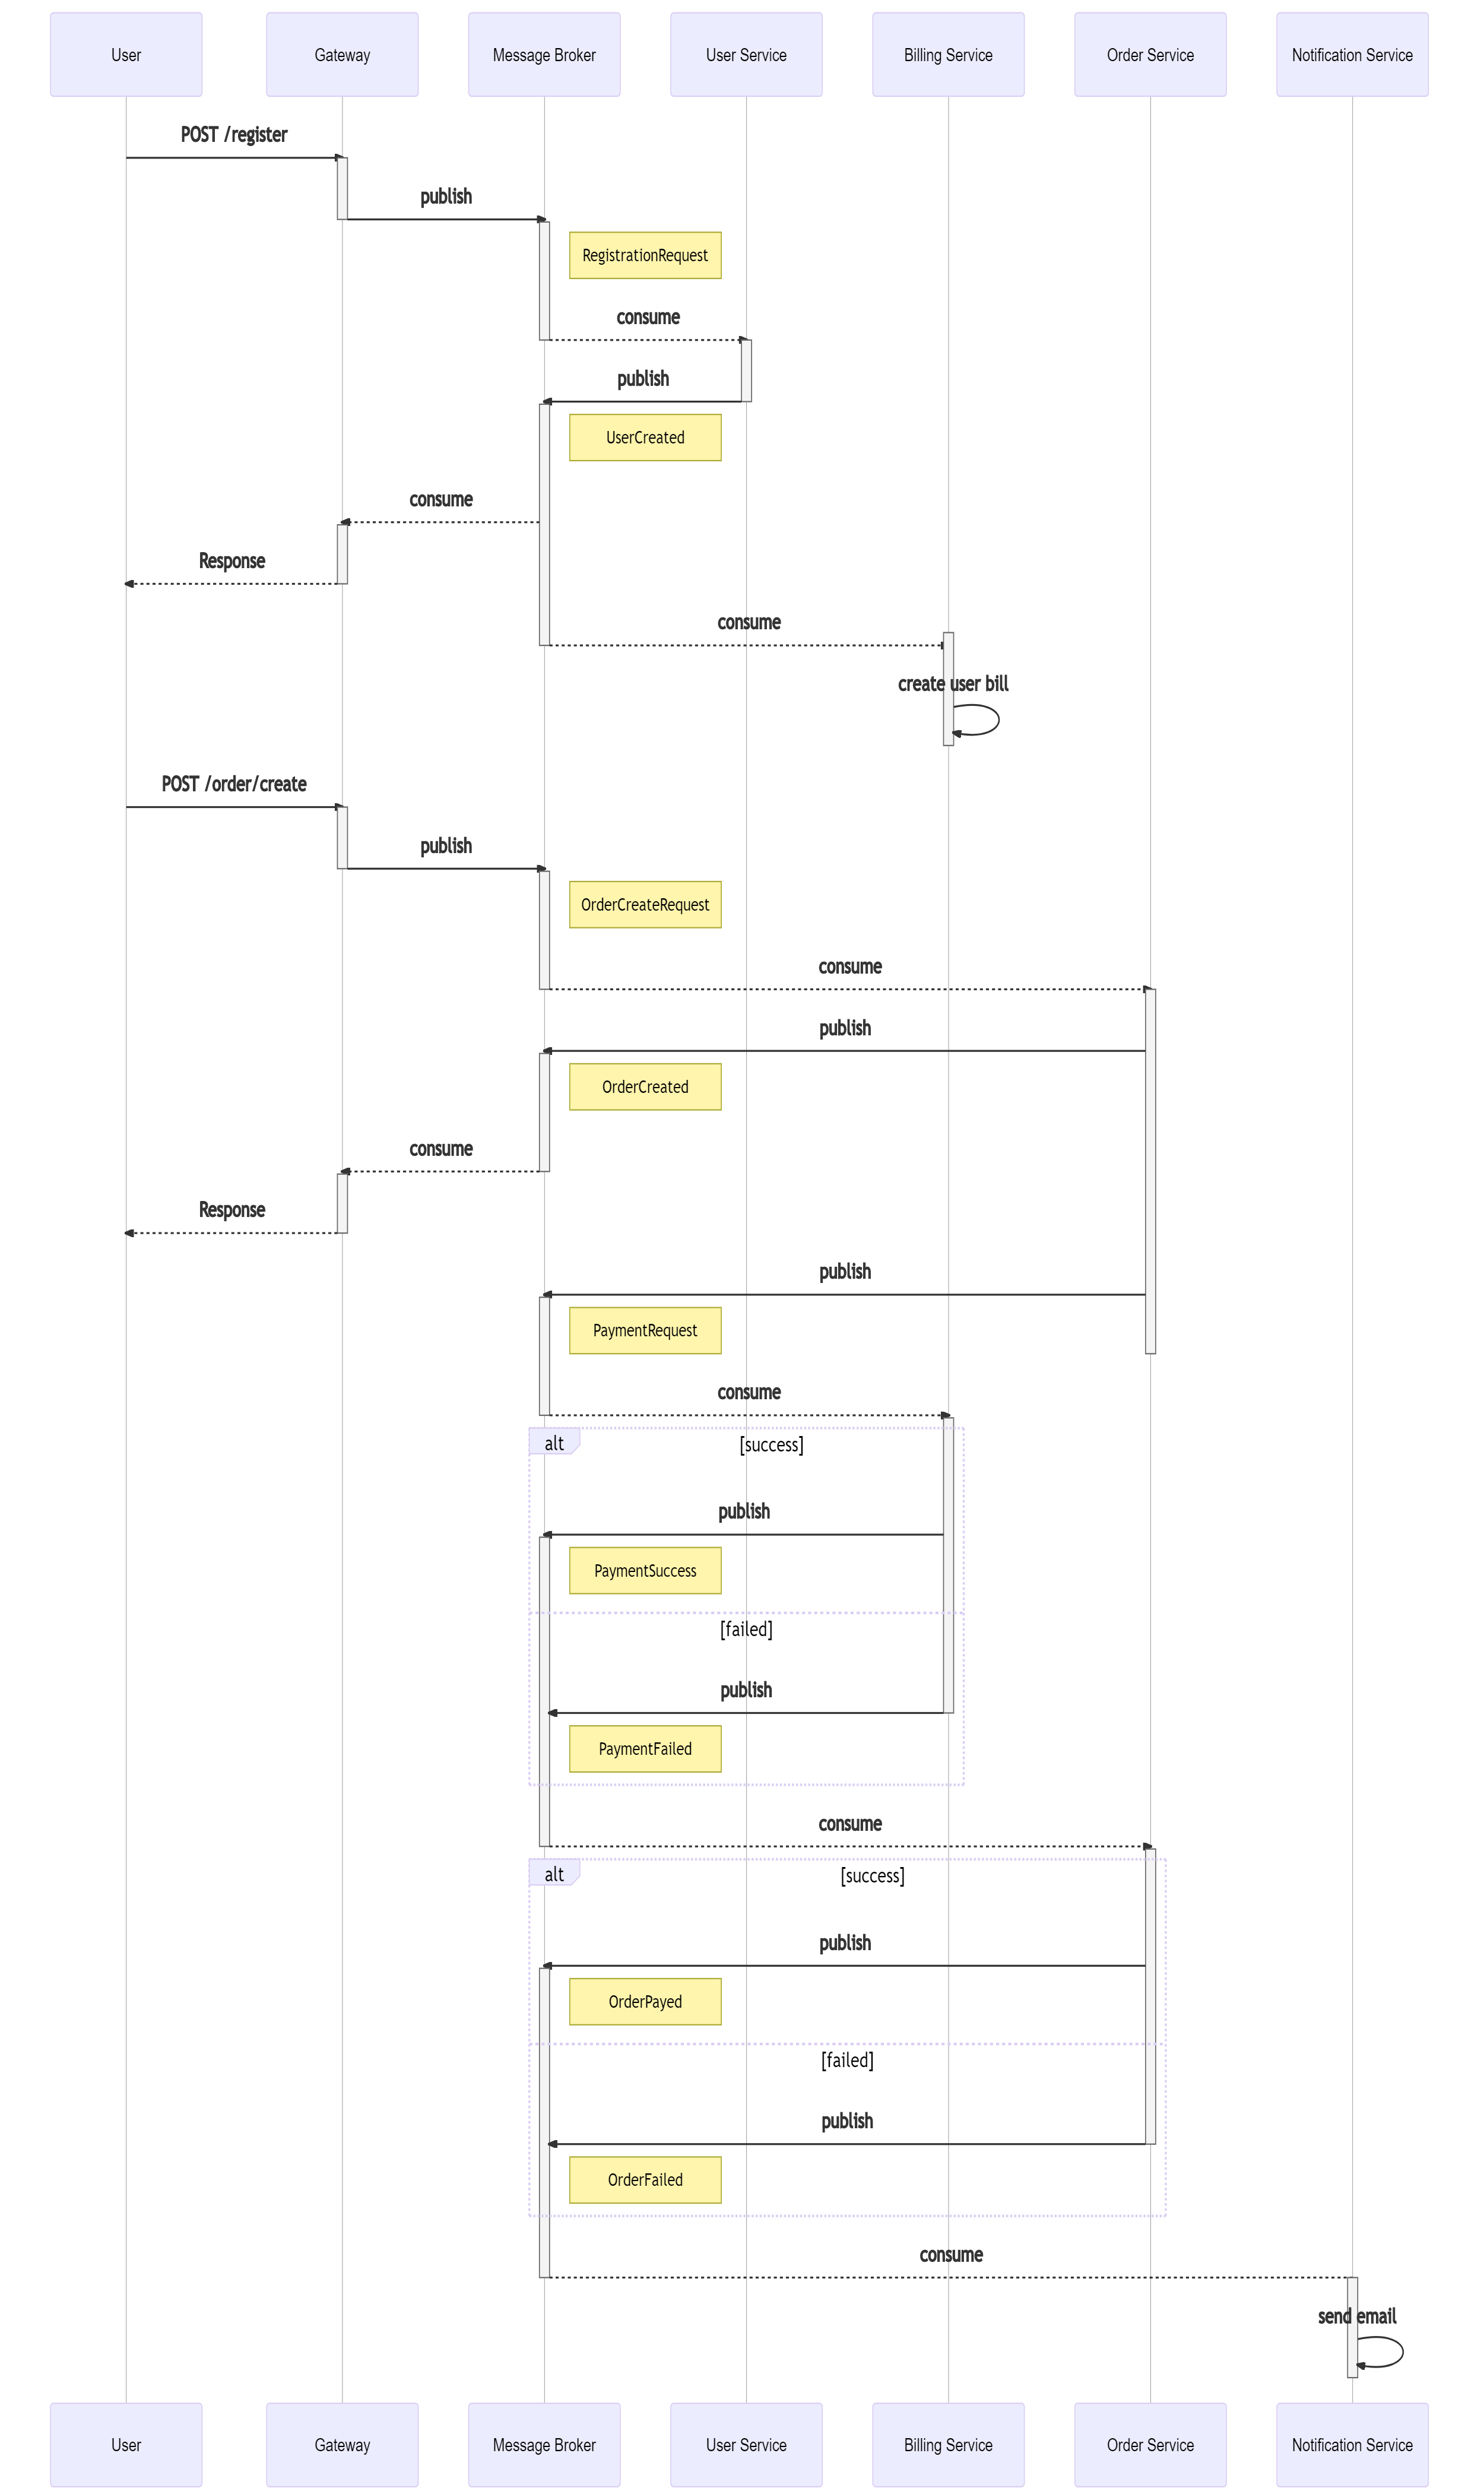 User
Gateway
Message Broker
User Service
Billing Service
Order Service
Notification Service
POST /register
publish
RegistrationRequest
consume
publish
UserCreated
consume
Response
consume
create user bill
POST /order/create
publish
OrderCreateRequest
consume
publish
OrderCreated
consume
Response
publish
PaymentRequest
consume
alt
[success]
publish
PaymentSuccess
[failed]
publish
PaymentFailed
consume
alt
[success]
publish
OrderPayed
[failed]
publish
OrderFailed
consume
send email
User
Gateway
Message Broker
User Service
Billing Service
Order Service
Notification Service